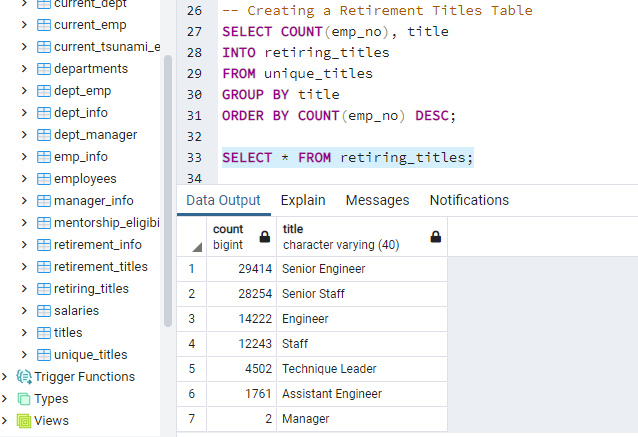 current_dept
current_emp
current_tsunami_e
departments
dept_emp
dept_info
dept_manager
emp_info
employees
manager_info
mentorship_eligibi
retirement_info
retirement_titles
retiring_titles
salaries
titles
unique_titles
Trigger Functions
Types
Views
26 -- Creating a Retirement Titles Table
27 SELECT COUNT(emp_no), title
28 INTO retiring_titles
29 FROM unique_titles
30 GROUP BY title
31 ORDER BY COUNT(emp_no) DESC;
32
33 SELECT * FROM retiring_titles;
34
Data Output Explain Messages Notifications
count title
bigint character varying (40)
1 29414 Senior Engineer
2 28254 Senior Staff
3 14222 Engineer
4 12243 Staff
5 4502 Technique Leader
6 1761 Assistant Engineer
7 2 Manager